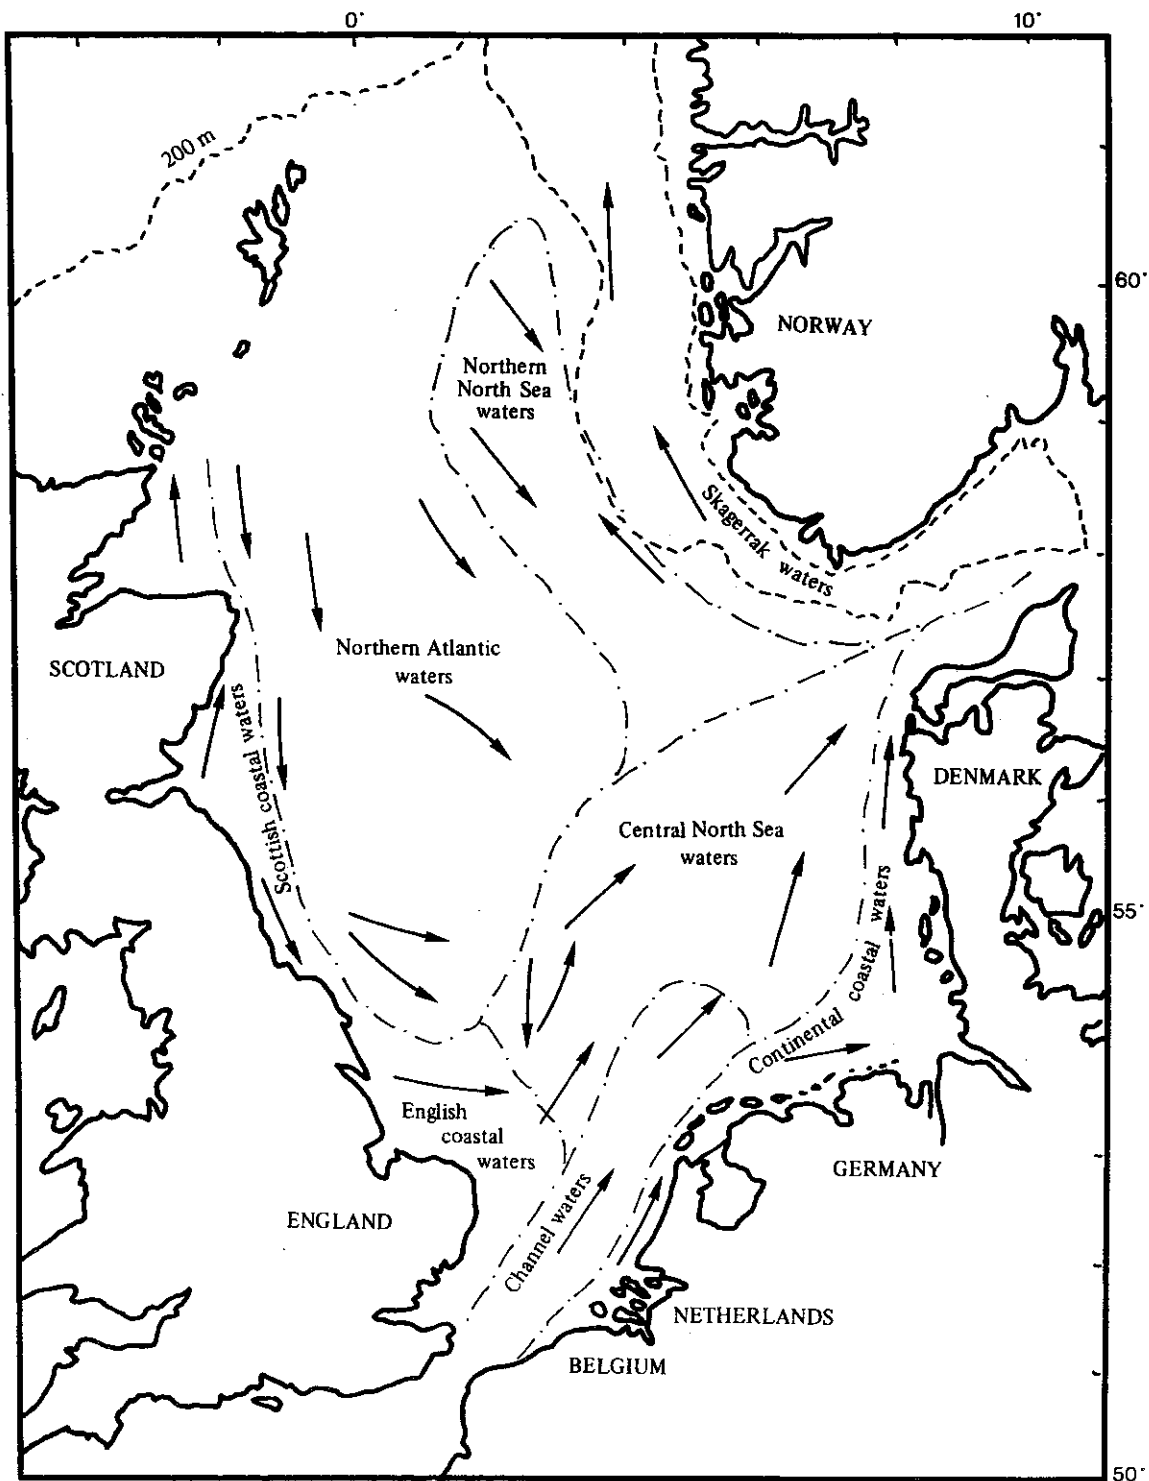 0°
10°
200 m
60°
NORWAY
Northern
North Sea
waters
Skagerrak waters
SCOTLAND
Northern Atlantic
waters
Scottish coastal waters
DENMARK
Central North Sea
waters
55°
Continental coastal waters
English
coastal
waters
GERMANY
ENGLAND
Channel waters
NETHERLANDS
BELGIUM
50°